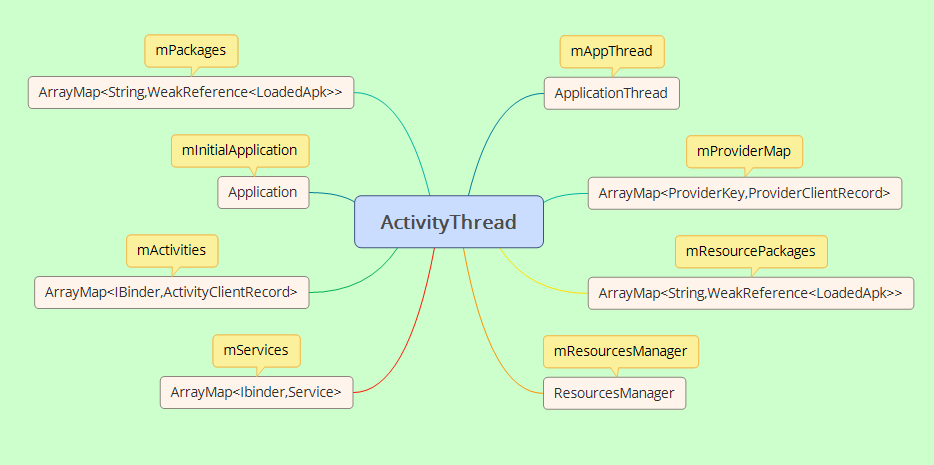 mPackages
ArrayMap<String,WeakReference<LoadedApk>>
mInitialApplication
Application
mActivities
ArrayMap<IBinder,ActivityClientRecord>
mServices
ArrayMap<Ibinder,Service>
ActivityThread
mAppThread
ApplicationThread
mProviderMap
ArrayMap<ProviderKey,ProviderClientRecord>
mResourcePackages
ArrayMap<String,WeakReference<LoadedApk>>
mResourcesManager
ResourcesManager